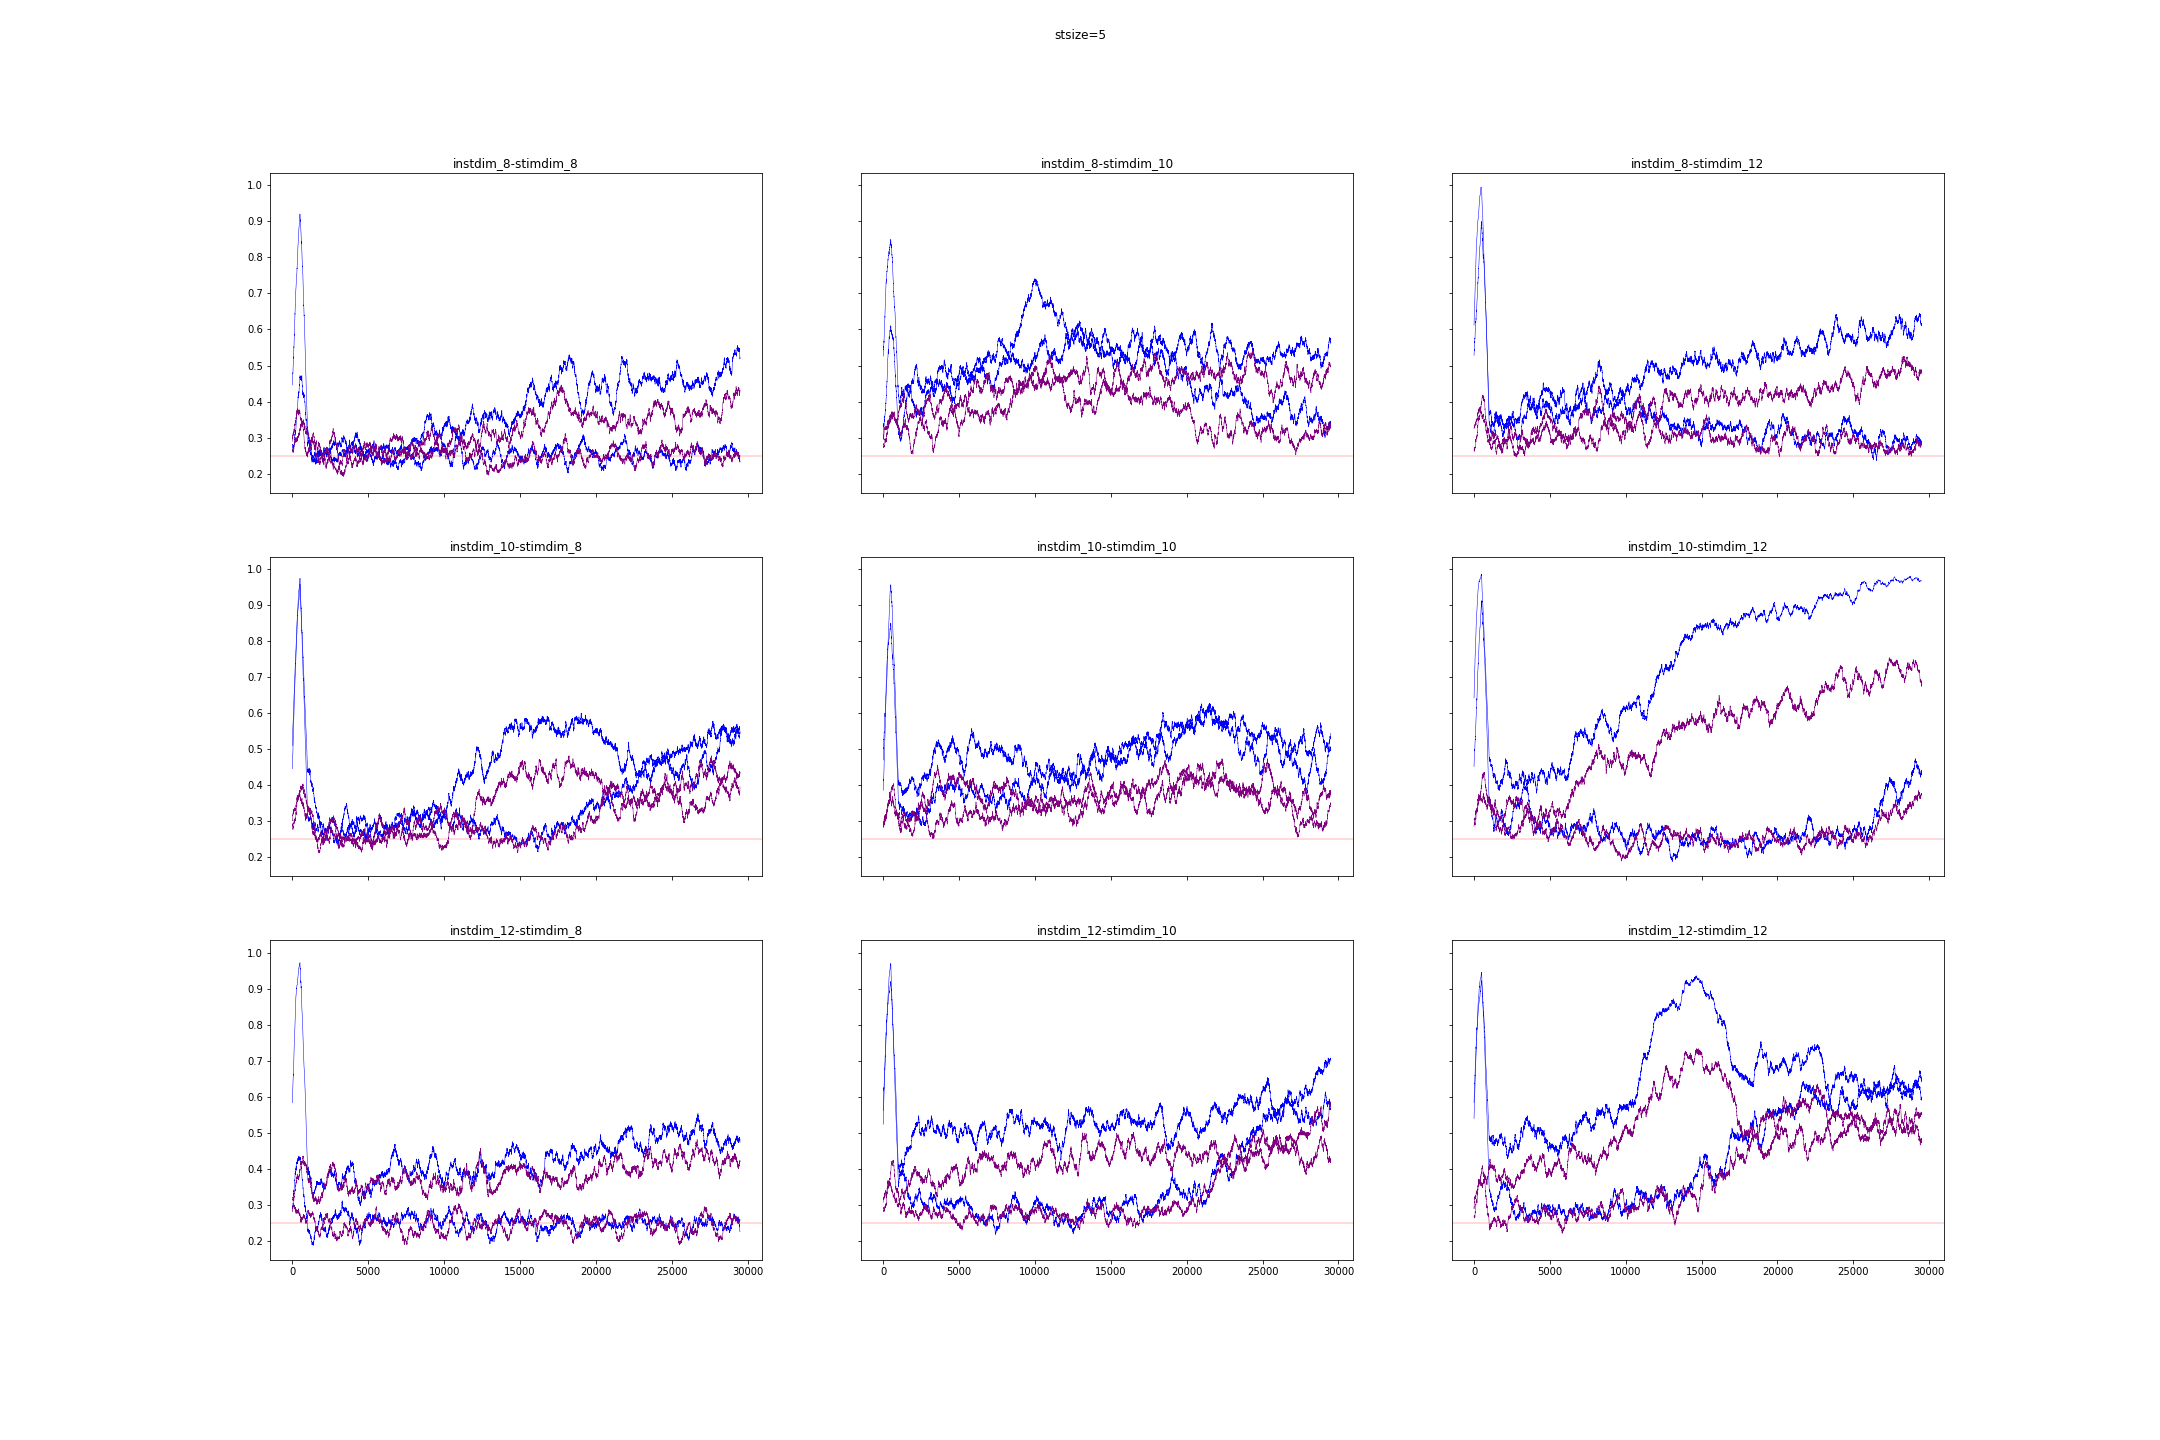 stsize=5
instdim_8-stimdim_8
instdim_8-stimdim_10
instdim_8-stimdim_12
1.0
0.9
0.8
0.7
0.6
0.5
0.4
0.3
0.2
instdim_10-stimdim_8
instdim_10-stimdim_10
instdim_10-stimdim_12
1.0
0.9
0.8
0.7
0.6
0.5
0.4
0.3
0.2
instdim_12-stimdim_8
instdim_12-stimdim_10
instdim_12-stimdim_12
1.0
0.9
0.8
0.7
0.6
0.5
0.4
0.3
0.2
0 5000 10000 15000 20000 25000 30000
0 5000 10000 15000 20000 25000 30000
0 5000 10000 15000 20000 25000 30000